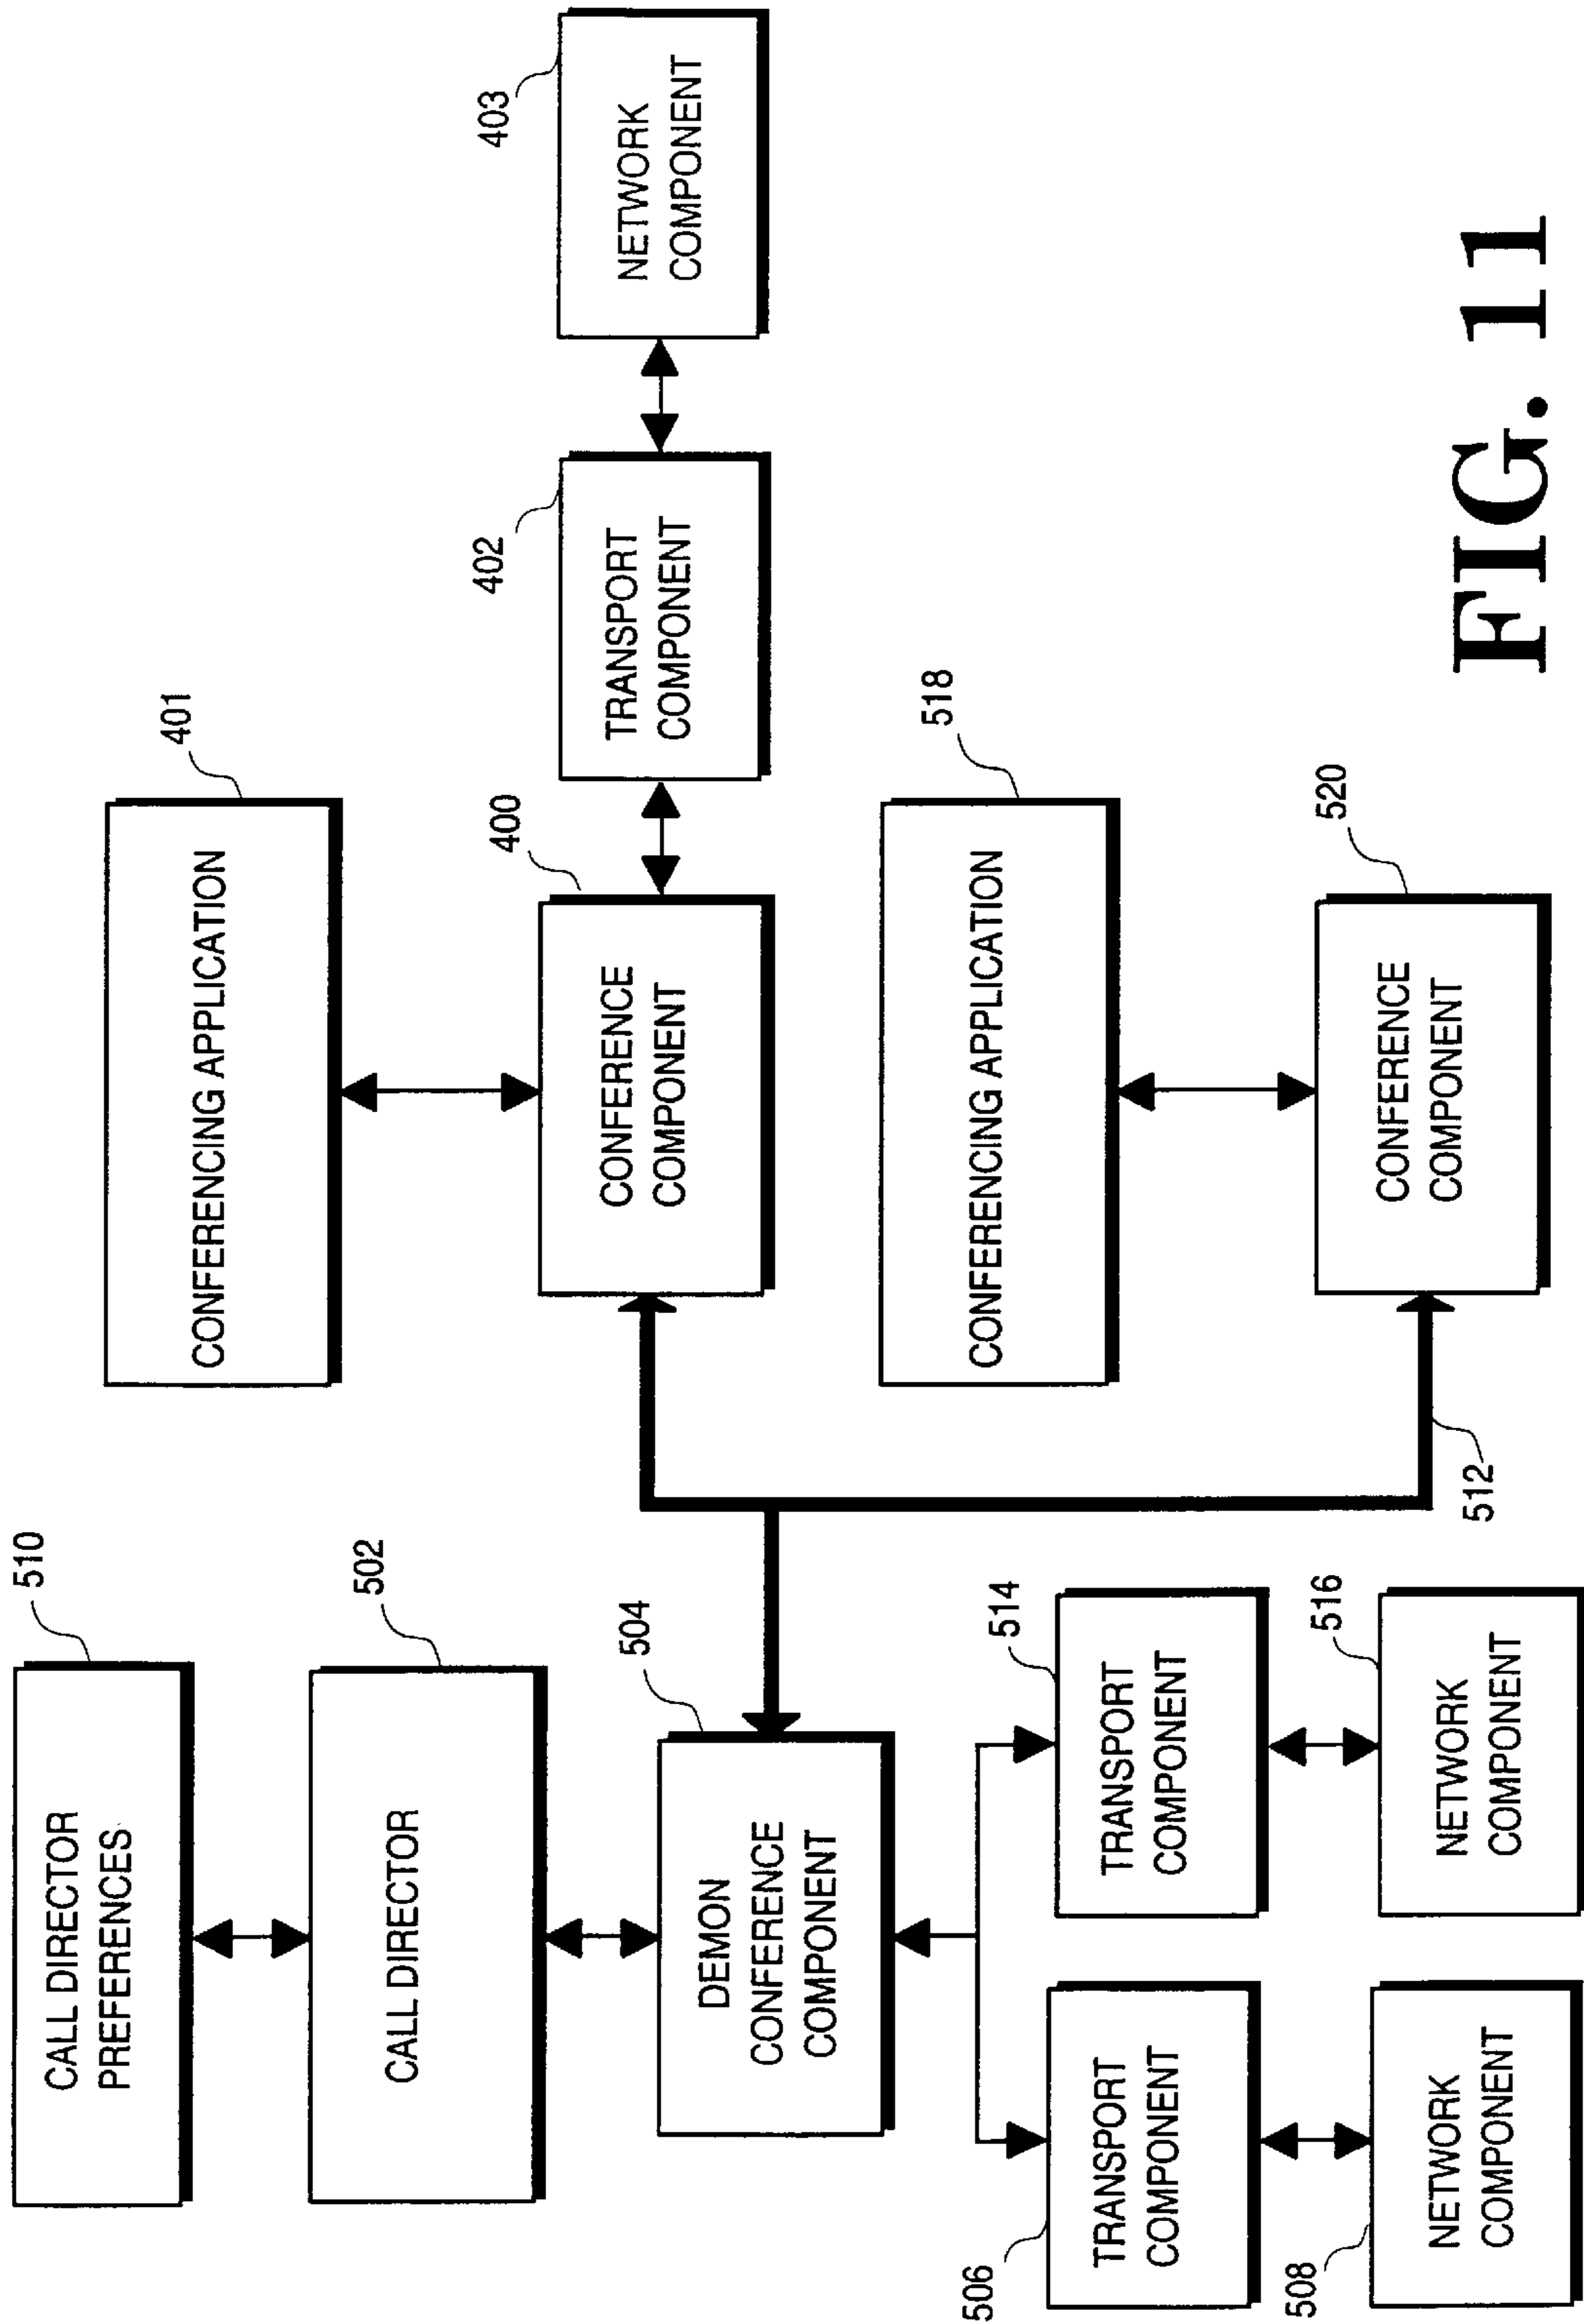 510
CALL DIRECTOR
PREFERENCES
502
CALL DIRECTOR
504
DEMON
CONFERENCE
COMPONENT
506
TRANSPORT
COMPONENT
514
TRANSPORT
COMPONENT
508
NETWORK
COMPONENT
516
NETWORK
COMPONENT
512
401
CONFERENCING APPLICATION
400
CONFERENCE
COMPONENT
402
TRANSPORT
COMPONENT
403
NETWORK
COMPONENT
518
CONFERENCING APPLICATION
520
CONFERENCE
COMPONENT
FIG. 11